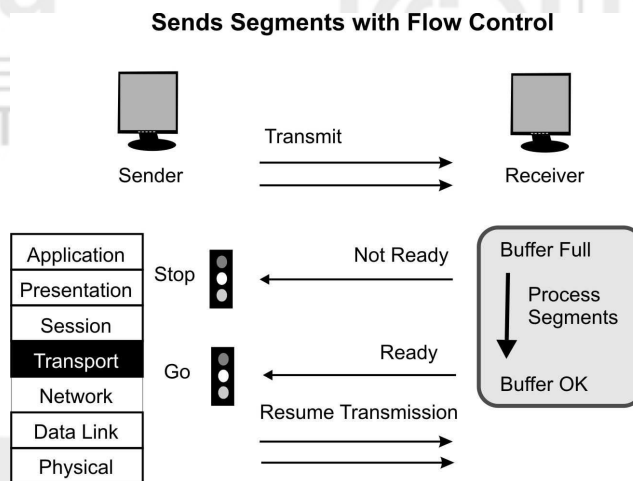 Sends Segments with Flow Control
Transmit
Sender
Receiver
Application
Presentation
Session
Transport
Network
Data Link
Physical
Stop
Go
Not Ready
Ready
Resume Transmission
Buffer Full
Process
Segments
Buffer OK